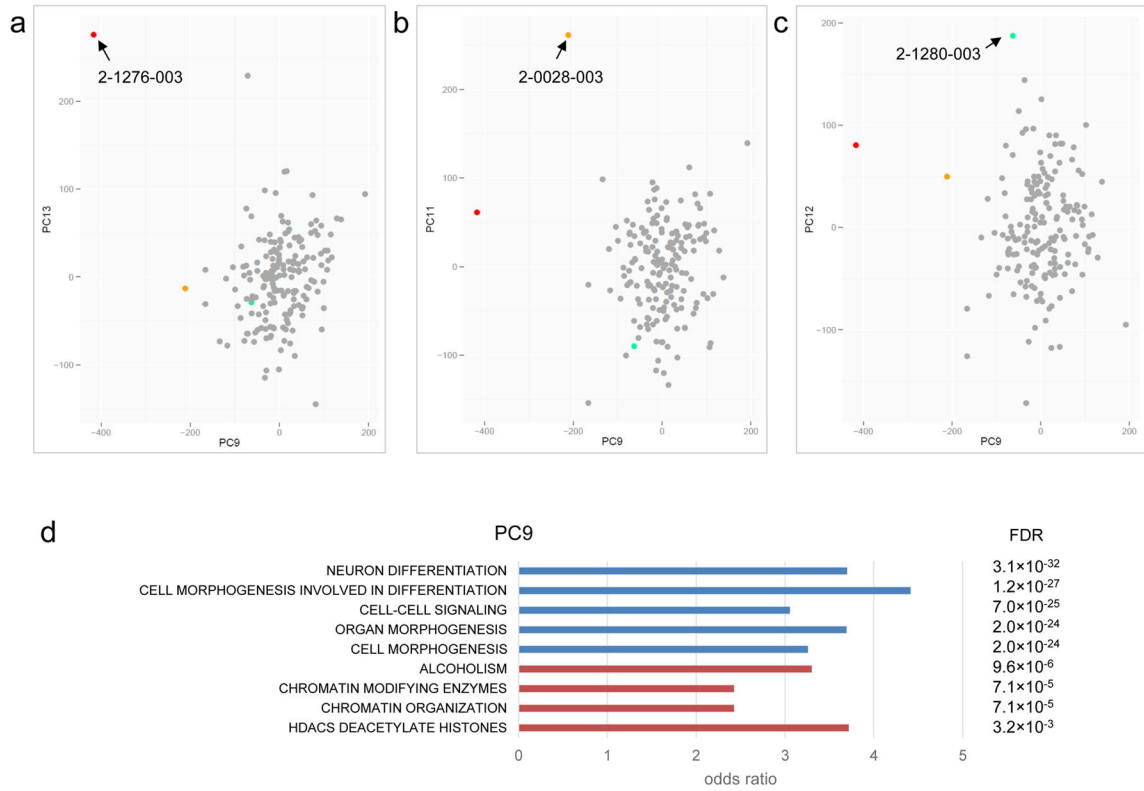 a
2-1276-003
200
100
0
−100
PC13
−400
−200
0
200
PC9
b
2-0028-003
200
100
0
−100
PC11
−400
−200
0
200
PC9
c
2-1280-003
200
100
0
−100
PC12
−400
−200
0
200
PC9
d
PC9
FDR
NEURON DIFFERENTIATION 3.1×10⁻³²
CELL MORPHOGENESIS INVOLVED IN DIFFERENTIATION 1.2×10⁻²⁷
CELL-CELL SIGNALING 7.0×10⁻²⁵
ORGAN MORPHOGENESIS 2.0×10⁻²⁴
CELL MORPHOGENESIS 2.0×10⁻²⁴
ALCOHOLISM 9.6×10⁻⁶
CHROMATIN MODIFYING ENZYMES 7.1×10⁻⁵
CHROMATIN ORGANIZATION 7.1×10⁻⁵
HDACS DEACETYLATE HISTONES 3.2×10⁻³
0 1 2 3 4 5
odds ratio